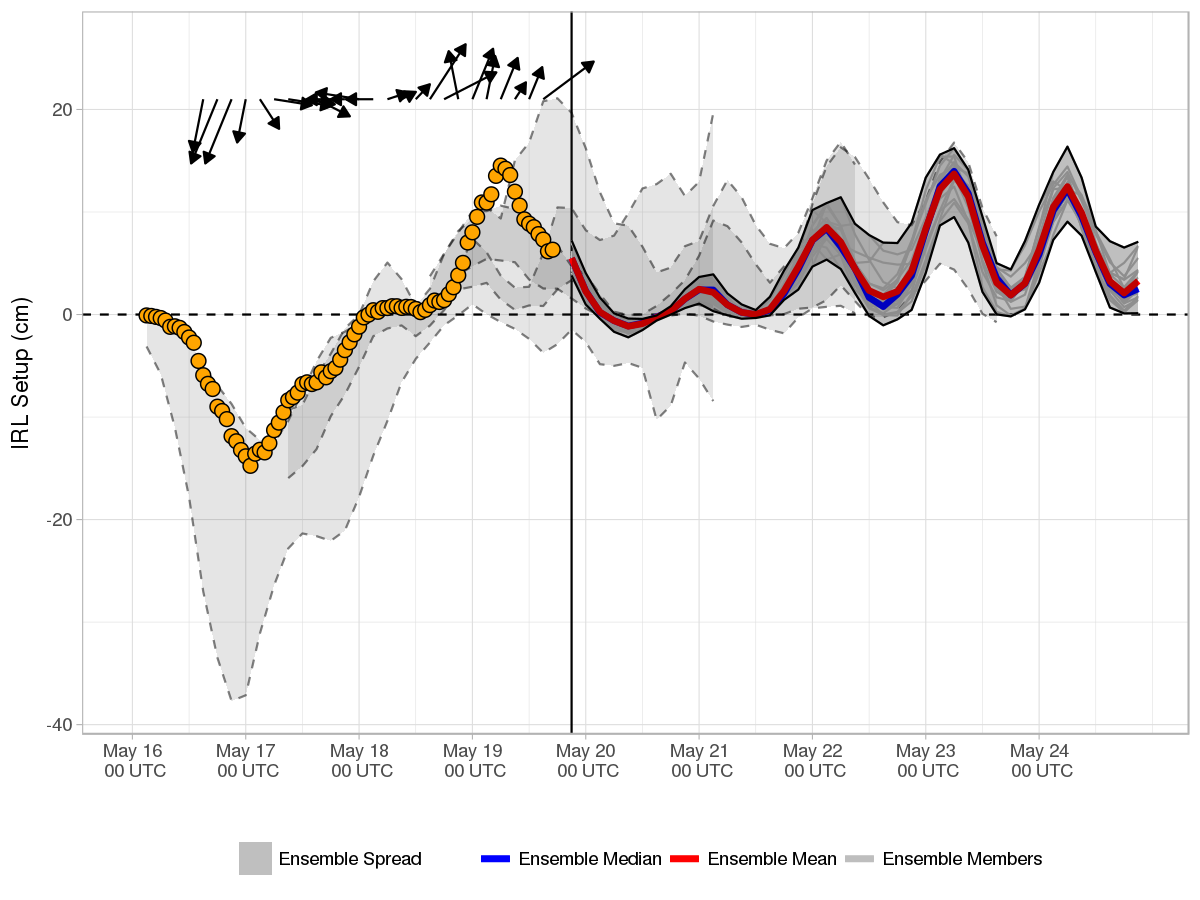 IRL Setup (cm)
20
0
-20
-40
May 16 May 17 May 18 May 19 May 20 May 21 May 22 May 23 May 24
00 UTC 00 UTC 00 UTC 00 UTC 00 UTC 00 UTC 00 UTC 00 UTC 00 UTC
Ensemble Spread Ensemble Median Ensemble Mean Ensemble Members